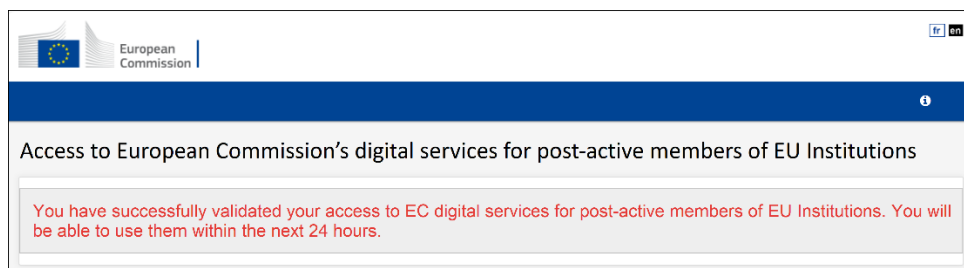 European
Commission
fr en
Access to European Commission's digital services for post-active members of EU Institutions
You have successfully validated your access to EC digital services for post-active members of EU Institutions. You will
be able to use them within the next 24 hours.